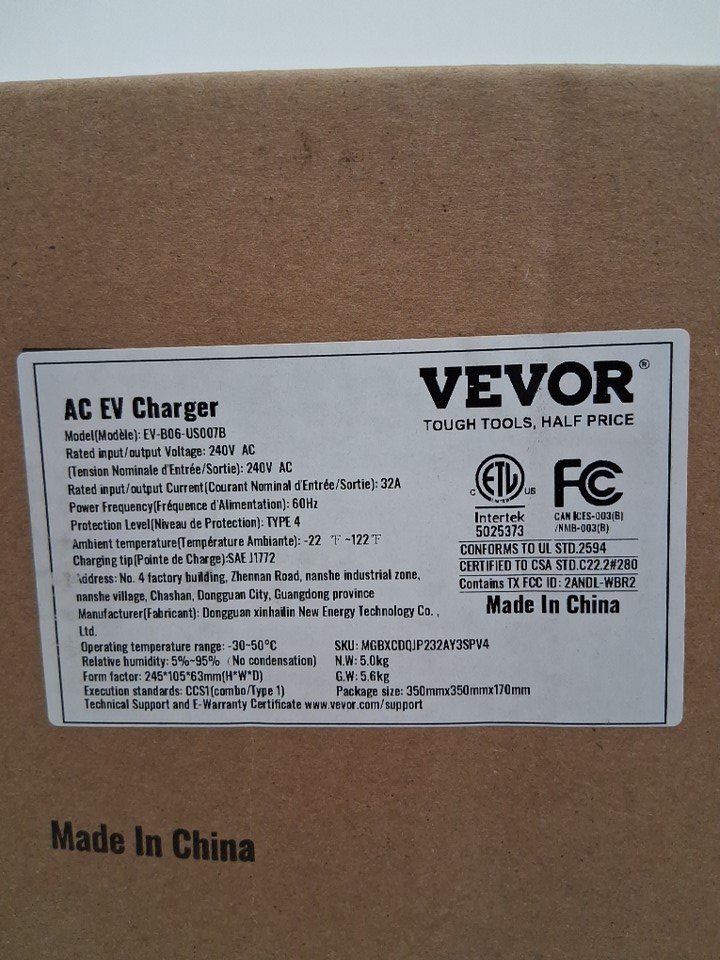 VEVOR®
TOUGH TOOLS, HALF PRICE
AC EV Charger
Model(Modèle): EV-B06-US007B
Rated input/output Voltage: 240V AC
(Tension Nominale d'Entrée/Sortie): 240V AC
Rated input/output Current(Courant Nominal d'Entrée/Sortie): 32A
Power Frequency(Fréquence d'Alimentation): 60Hz
Protection Level(Niveau de Protection): TYPE 4
Ambient temperature(Température Ambiante): -22 ℉ ~122℉
Charging tip(Pointe de Charge):SAE J1772
Address: No. 4 factory building, Zhennan Road, nanshe industrial zone,
nanshe village, Chashan, Dongguan City, Guangdong province
Manufacturer(Fabricant): Dongguan xinhailin New Energy Technology Co. ,
Ltd.
Operating temperature range: -30~50°C
Relative humidity: 5%~95% (No condensation)
Form factor: 245*105*63mm(H*W*D)
Execution standards: CCS1(combo/Type 1)
Technical Support and E-Warranty Certificate www.vevor.com/support
SKU: MGBXCDQJP232AY3SPV4
N.W: 5.0kg
G.W: 5.6kg
Package size: 350mmx350mmx170mm
C ETL US
Intertek
5025373
FC
CAN ICES-003(B)
/NMB-003(B)
CONFORMS TO UL STD.2594
CERTIFIED TO CSA STD.C22.2#280
Contains TX FCC ID: 2ANDL-WBR2
Made In China
Made In China